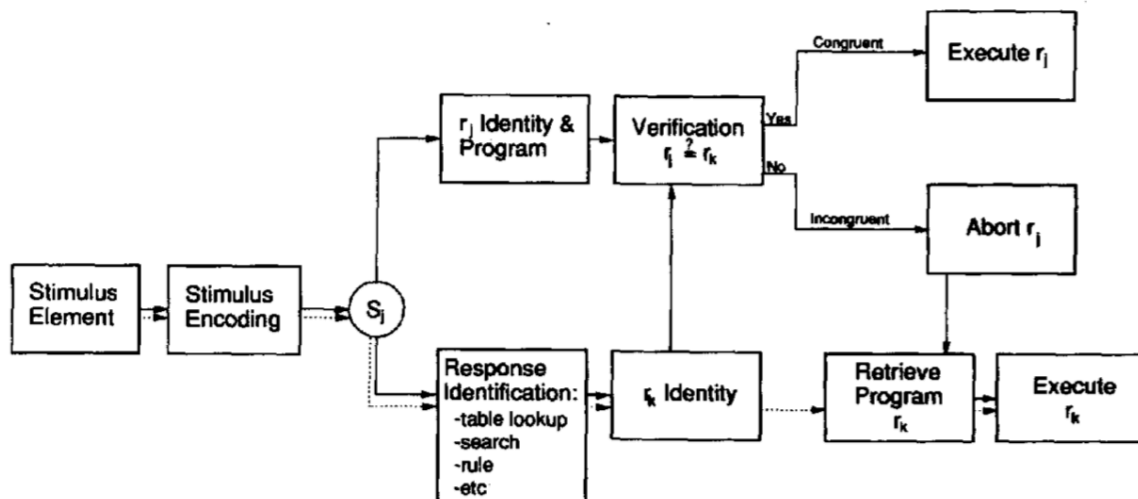 Stimulus
Element
Stimulus
Encoding
Sj
rj Identity &
Program
Verification
rj ?= rk
Yes
No
Congruent
Incongruent
Execute rj
Abort rj
Response
Identification:
-table lookup
-search
-rule
-etc
rk Identity
Retrieve
Program
rk
Execute
rk